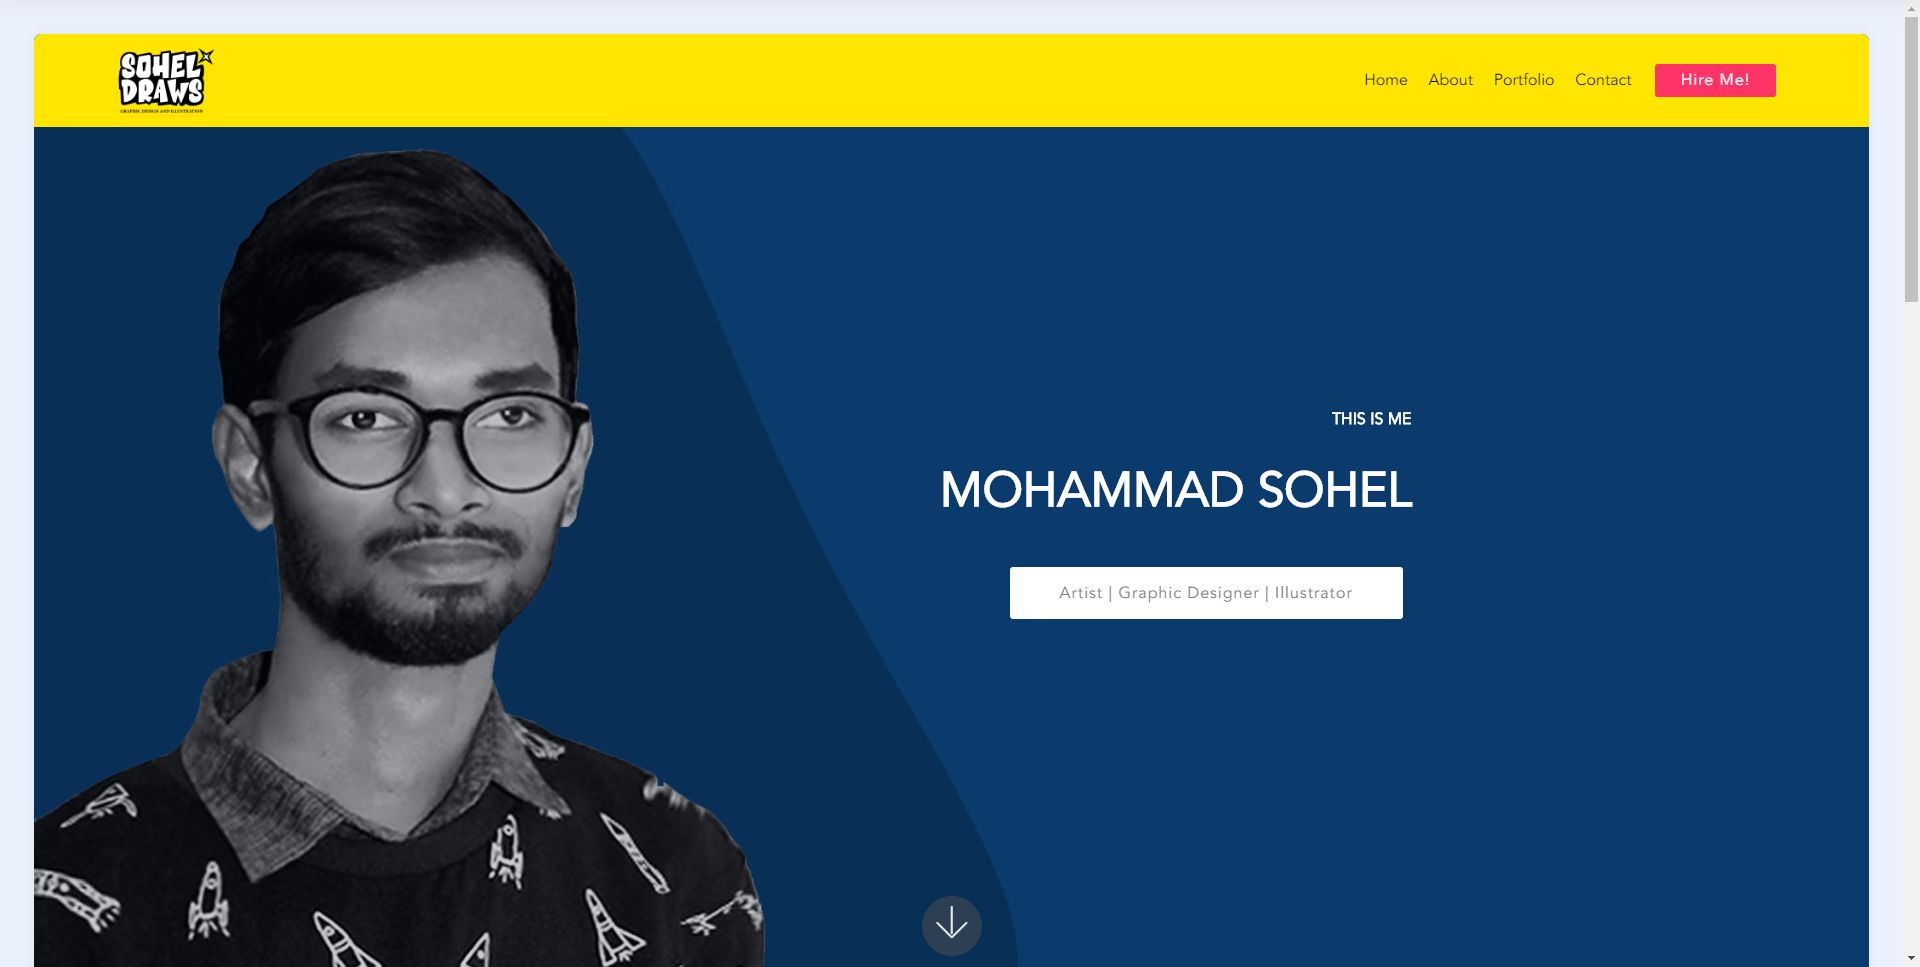 SOHEL
DRAWS
GRAPHIC DESIGN AND ILLUSTRATION
Home About Portfolio Contact Hire Me!
THIS IS ME
MOHAMMAD SOHEL
Artist | Graphic Designer | Illustrator